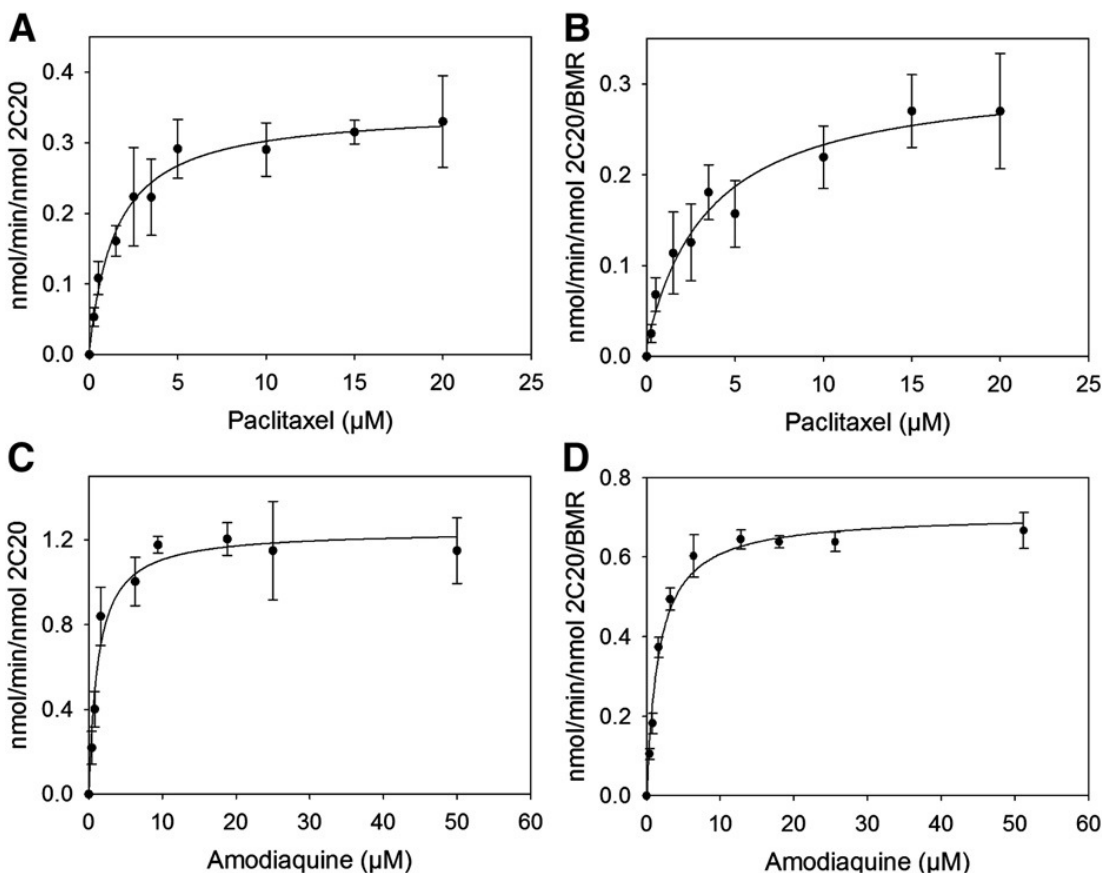 A
nmol/min/nmol 2C20
0.4
0.3
0.2
0.1
0.0
0 5 10 15 20 25
Paclitaxel (µM)
B
nmol/min/nmol 2C20/BMR
0.3
0.2
0.1
0.0
0 5 10 15 20 25
Paclitaxel (µM)
C
nmol/min/nmol 2C20
1.2
0.8
0.4
0.0
0 10 20 30 40 50 60
Amodiaquine (µM)
D
nmol/min/nmol 2C20/BMR
0.8
0.6
0.4
0.2
0.0
0 10 20 30 40 50 60
Amodiaquine (µM)